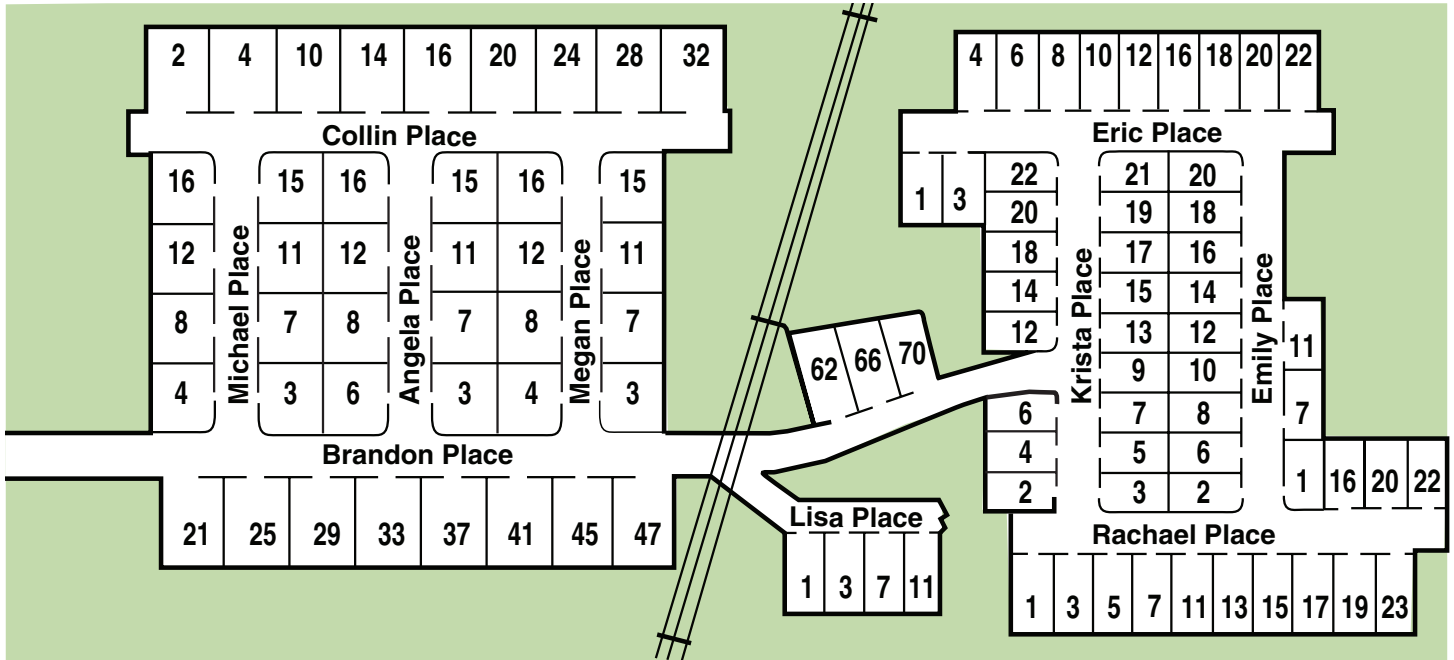 2 4 10 14 16 20 24 28 32
Collin Place
16 15 16 15 16 15
12 11 12 11 12 11
8 7 8 7 8 7
4 3 6 3 4 3
Michael Place
Angela Place
Megan Place
Brandon Place
21 25 29 33 37 41 45 47
62 66 70
Lisa Place
1 3 7 11
4 6 8 10 12 16 18 20 22
Eric Place
1 3
22 21 20
20 19 18
18 17 16
14 15 14
12 13 12
9 10
6 7 8
4 5 6
2 3 2
Krista Place
Emily Place
11
7
1 16 20 22
Rachael Place
1 3 5 7 11 13 15 17 19 23